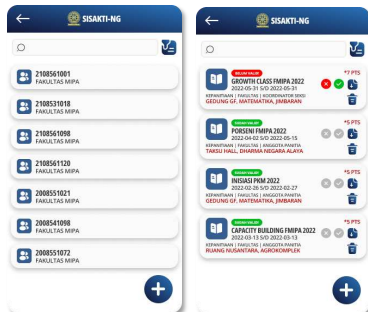 SISAKTI-NG
2108561001
FAKULTAS MIPA
2108531018
FAKULTAS MIPA
2108561098
FAKULTAS MIPA
2108561120
FAKULTAS MIPA
2008551021
FAKULTAS MIPA
2008541098
FAKULTAS MIPA
2008551072
FAKULTAS MIPA
SISAKTI-NG
BELUM VALID! *7 PTS
GROWTH CLASS FMIPA 2022
2022-05-31 S/D 2022-05-31
KEPANITIAAN | FAKULTAS | KOORDINATOR SEKSI
GEDUNG GF, MATEMATIKA, JIMBARAN
SUDAH VALID! *5 PTS
PORSENI FMIPA 2022
2022-04-02 S/D 2022-05-15
KEPANITIAAN | FAKULTAS | ANGGOTA PANITIA
TAKSU HALL, DHARMA NEGARA ALAYA
SUDAH VALID! *5 PTS
INISIASI PKM 2022
2022-02-26 S/D 2022-02-27
KEPANITIAAN | FAKULTAS | ANGGOTA PANITIA
GEDUNG GF, MATEMATIKA, JIMBARAN
SUDAH VALID! *5 PTS
CAPACITY BUILDING FMIPA 2022
2022-03-13 S/D 2022-03-13
KEPANITIAAN | FAKULTAS | ANGGOTA PANITIA
RUANG NUSANTARA, AGROKOMPLEK